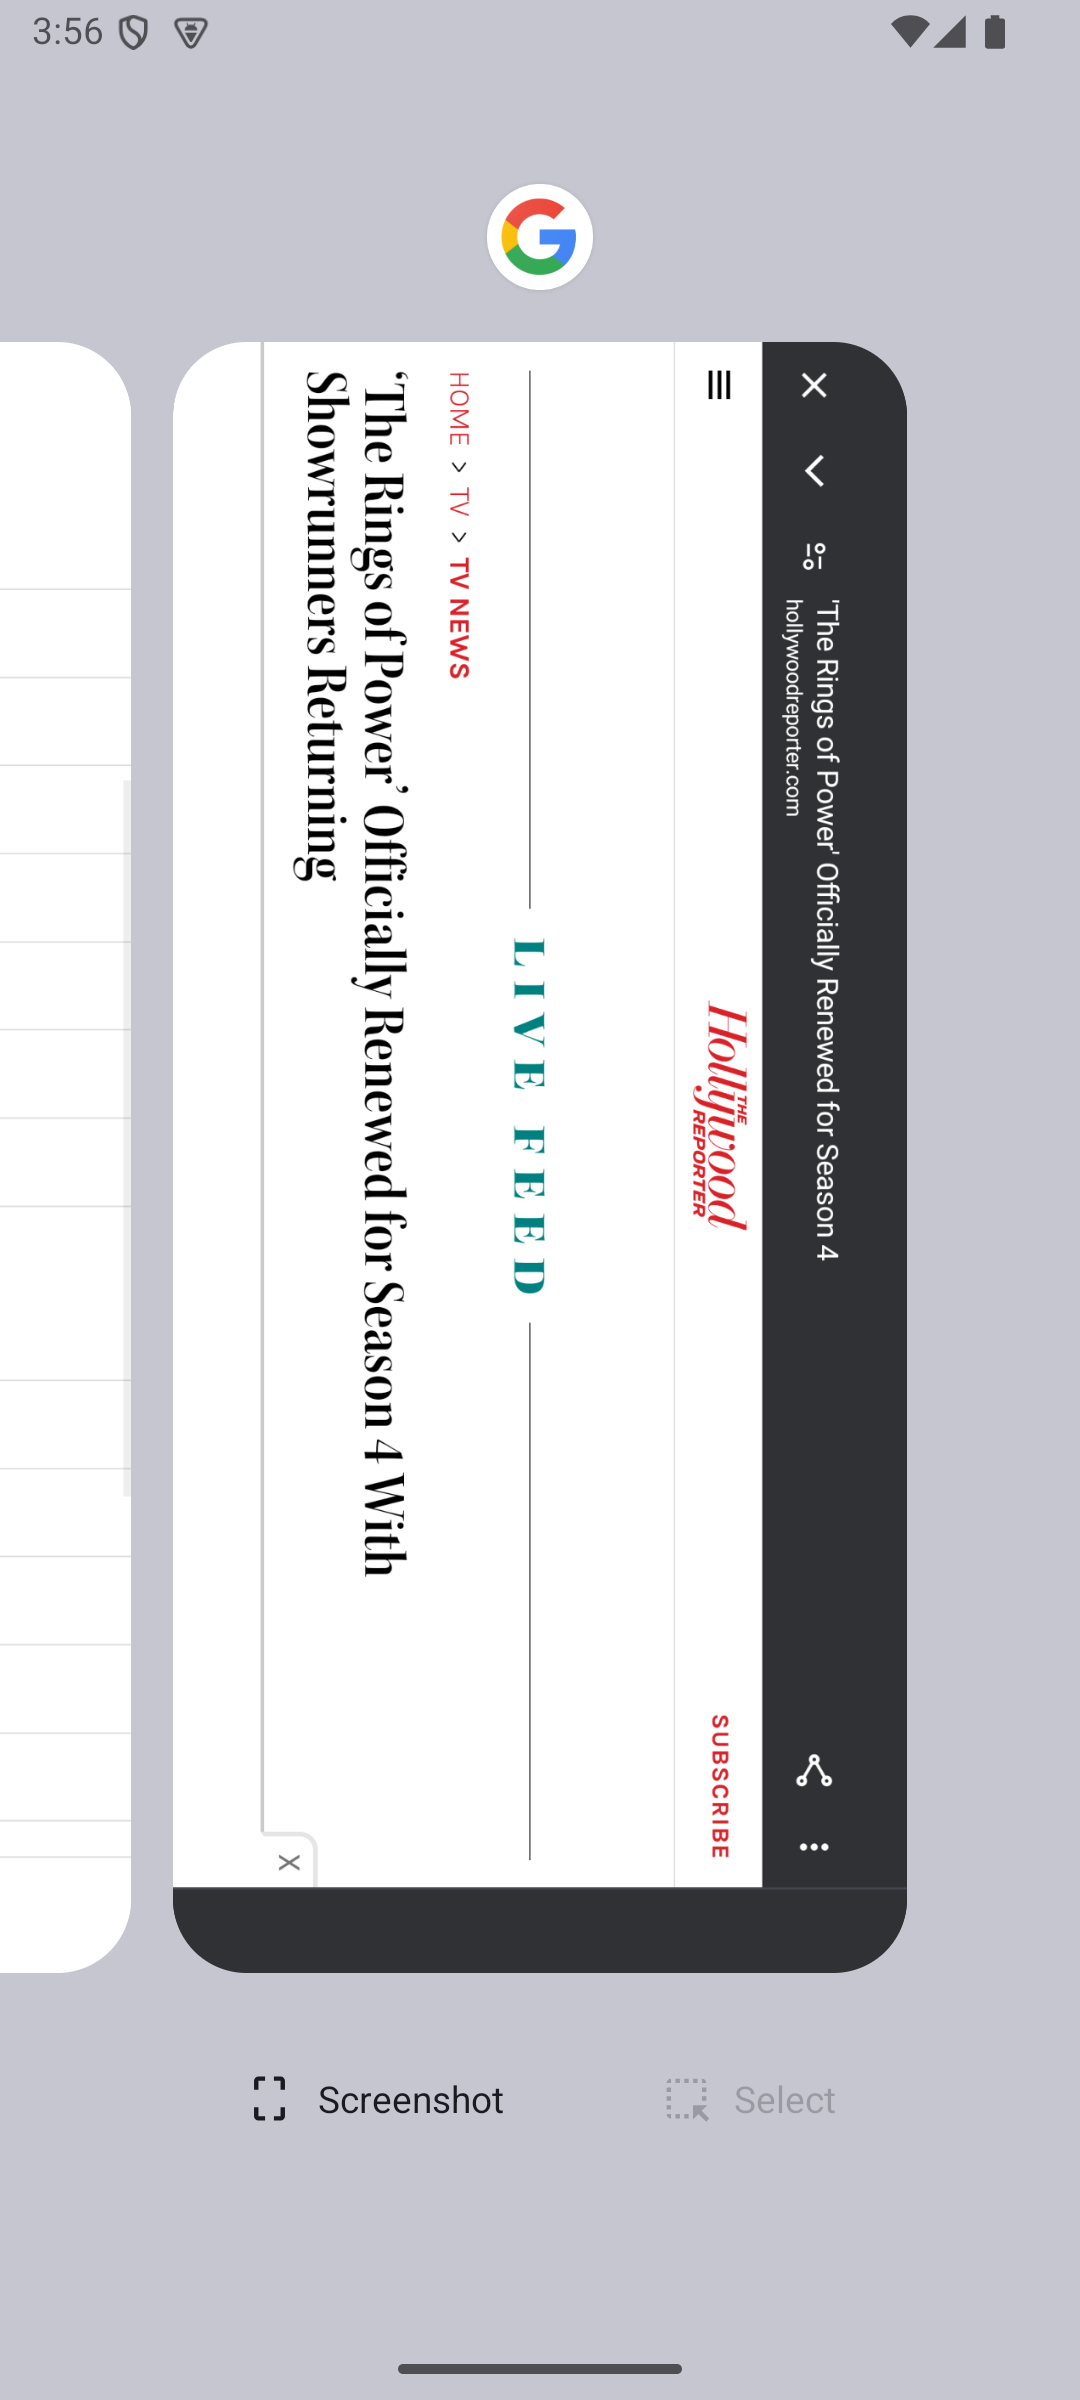 3:56
'The Rings of Power' Officially Renewed for Season 4
hollywoodreporter.com
THE
Hollywood
REPORTER
SUBSCRIBE
LIVE FEED
HOME > TV > TV NEWS
‘The Rings of Power’ Officially Renewed for Season 4 With
Showrunners Returning
X
Screenshot
Select